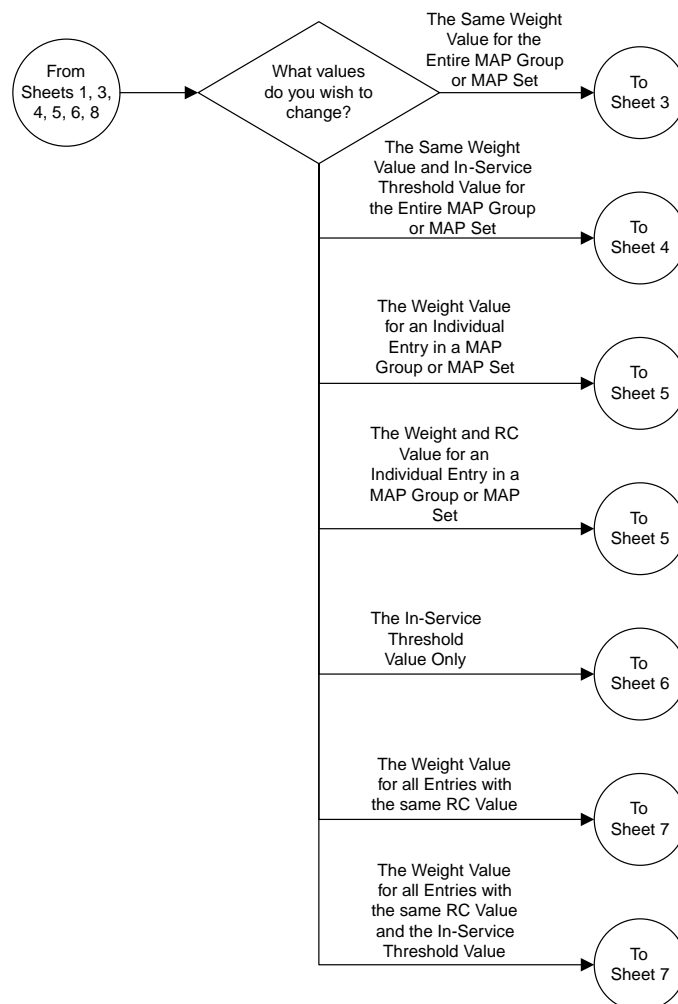 From
Sheets 1, 3,
4, 5, 6, 8
What values
do you wish to
change?
The Same Weight
Value for the
Entire MAP Group
or MAP Set
To
Sheet 3
The Same Weight
Value and In-Service
Threshold Value for
the Entire MAP Group
or MAP Set
To
Sheet 4
The Weight Value
for an Individual
Entry in a MAP
Group or MAP Set
To
Sheet 5
The Weight and RC
Value for an
Individual Entry in a
MAP Group or MAP
Set
To
Sheet 5
The In-Service
Threshold
Value Only
To
Sheet 6
The Weight Value
for all Entries with
the same RC Value
To
Sheet 7
The Weight Value
for all Entries with
the same RC Value
and the In-Service
Threshold Value
To
Sheet 7